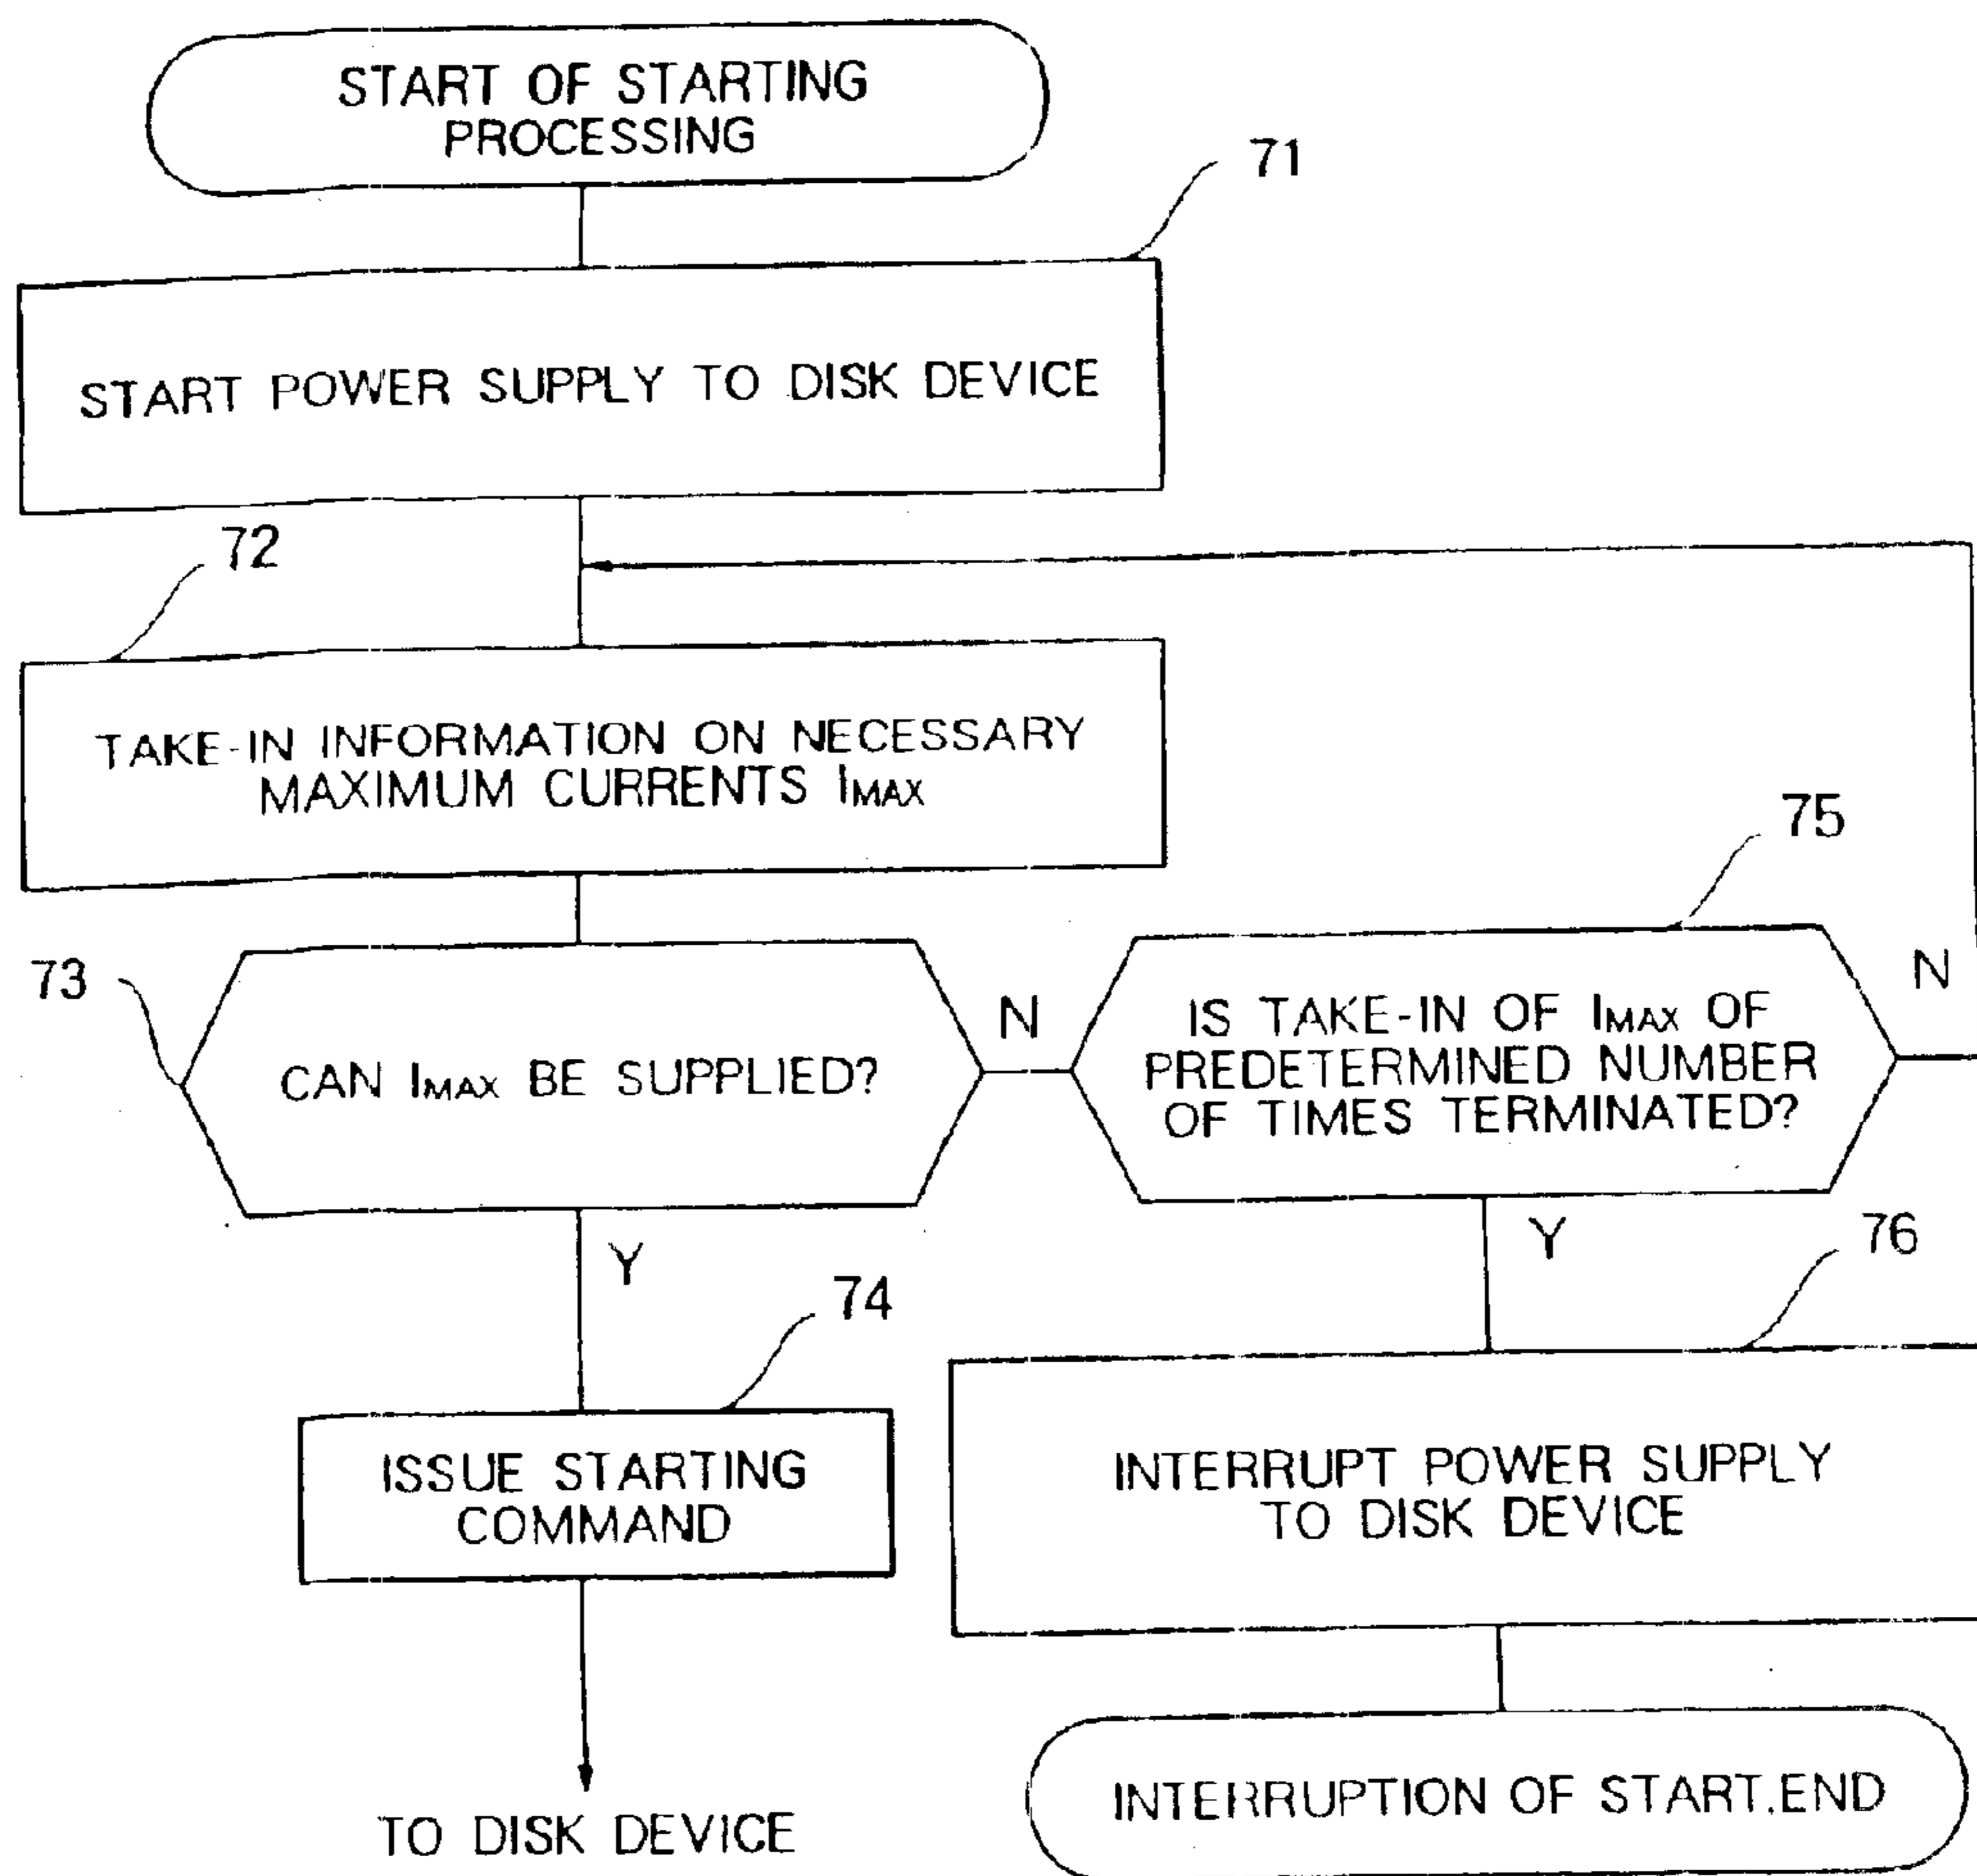 START OF STARTING
PROCESSING
71
START POWER SUPPLY TO DISK DEVICE
72
TAKE-IN INFORMATION ON NECESSARY
MAXIMUM CURRENTS IMAX
73
CAN IMAX BE SUPPLIED?
N
75
IS TAKE-IN OF IMAX OF
PREDETERMINED NUMBER
OF TIMES TERMINATED?
N
Y
74
ISSUE STARTING
COMMAND
TO DISK DEVICE
Y
76
INTERRUPT POWER SUPPLY
TO DISK DEVICE
INTERRUPTION OF START.END